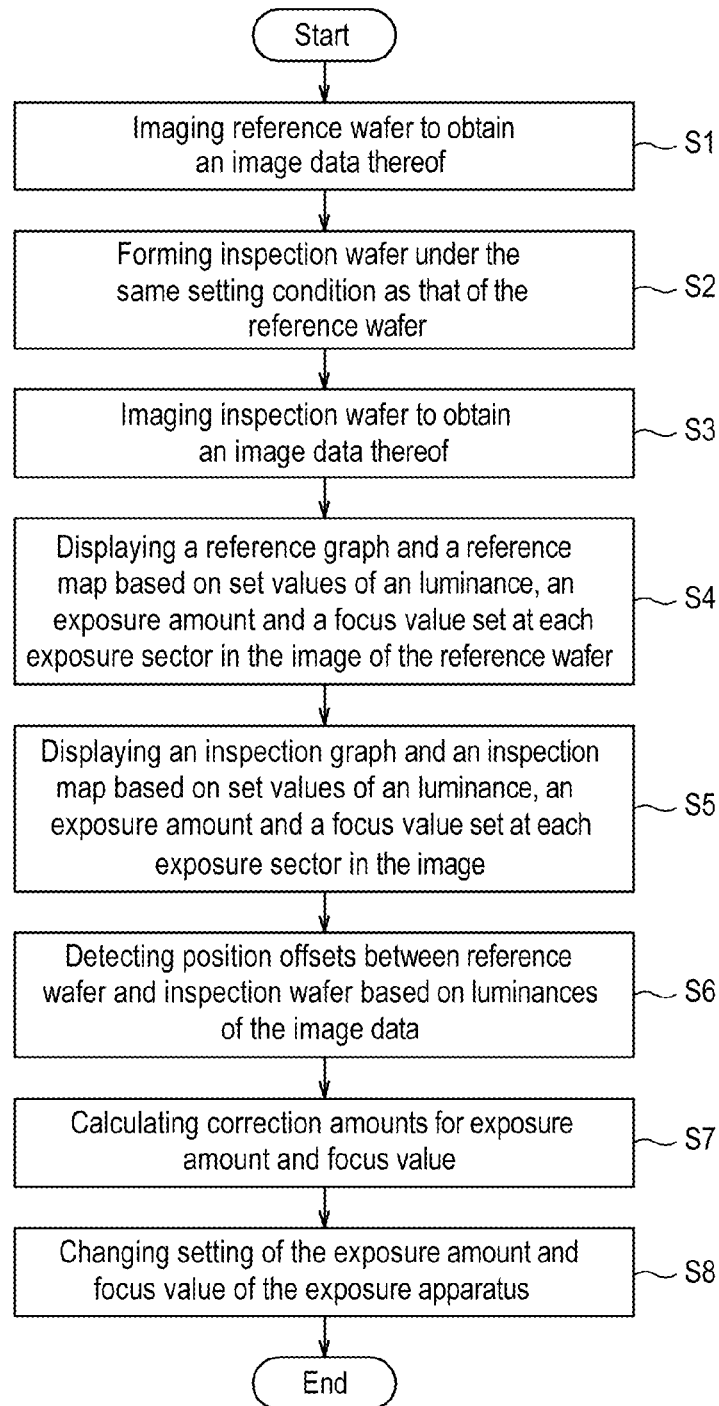 Start
Imaging reference wafer to obtain
an image data thereof
S1
Forming inspection wafer under the
same setting condition as that of the
reference wafer
S2
Imaging inspection wafer to obtain
an image data thereof
S3
Displaying a reference graph and a reference
map based on set values of an luminance, an
exposure amount and a focus value set at each
exposure sector in the image of the reference wafer
S4
Displaying an inspection graph and an inspection
map based on set values of an luminance, an
exposure amount and a focus value set at each
exposure sector in the image
S5
Detecting position offsets between reference
wafer and inspection wafer based on luminances
of the image data
S6
Calculating correction amounts for exposure
amount and focus value
S7
Changing setting of the exposure amount and
focus value of the exposure apparatus
S8
End